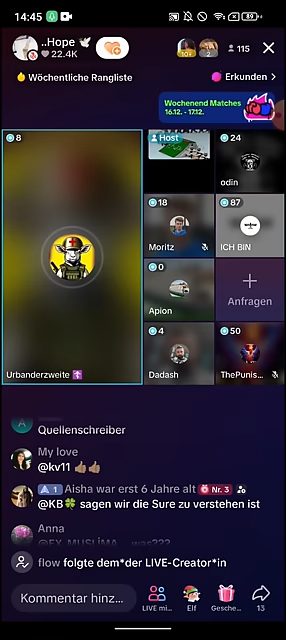 14:45
89
..Hope 🕊
22.4K
10+
2
115
Wöchentliche Rangliste
Erkunden >
Wochenend Matches
16.12. - 17.12.
8
Host
24
odin
18
87
Moritz
ICH BIN
0
Apion
Anfragen
4
50
Urbanderzweite
Dadash
ThePunis...
A
Quellenschreiber
My love
@kv11 👍🏽👍🏽
1 Aisha war erst 6 Jahre alt Nr. 3
@KB🍀 sagen wir die Sure zu verstehen ist
Anna
flow folgte dem*der LIVE-Creator*in
Kommentar hinz...
LIVE mi...
Elf
Gesche...
13